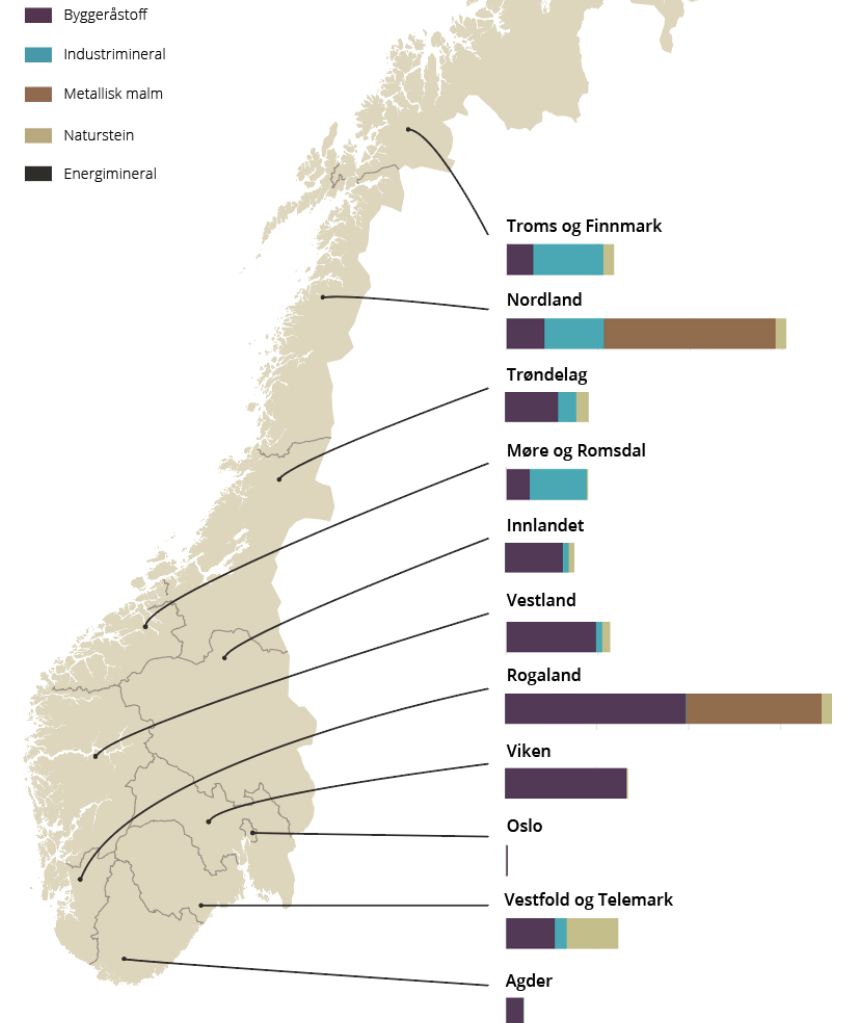 Byggeråstoff
Industrimineral
Metallisk malm
Naturstein
Energimineral
Troms og Finnmark
Nordland
Trøndelag
Møre og Romsdal
Innlandet
Vestland
Rogaland
Viken
Oslo
Vestfold og Telemark
Agder